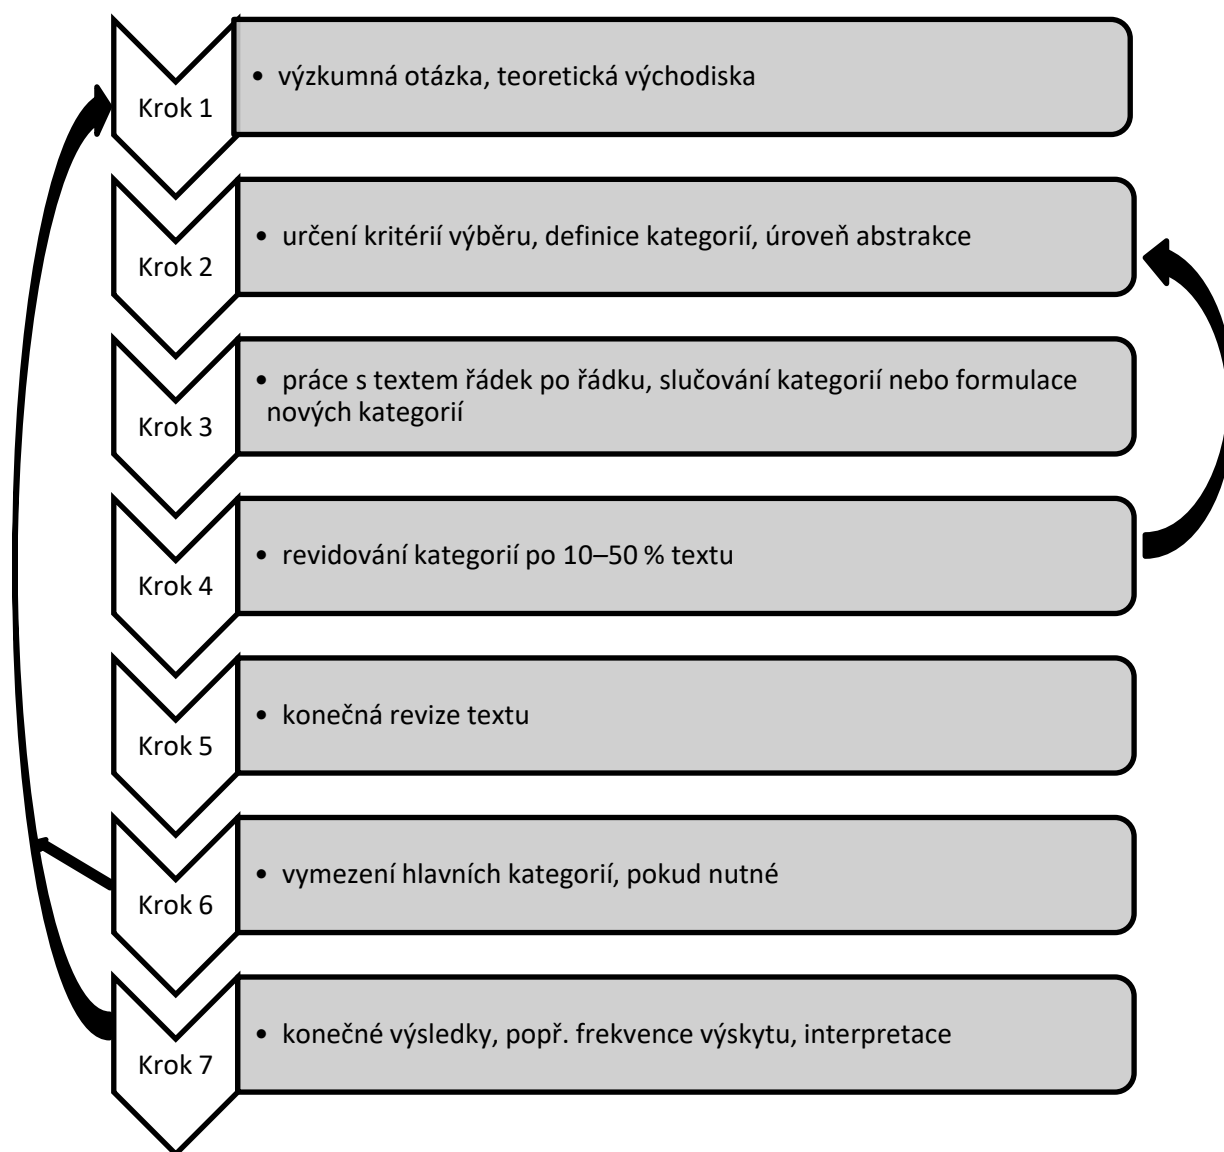 Krok 1
• výzkumná otázka, teoretická východiska
Krok 2
• určení kritérií výběru, definice kategorií, úroveň abstrakce
Krok 3
• práce s textem řádek po řádku, slučování kategorií nebo formulace
nových kategorií
Krok 4
• revidování kategorií po 10–50 % textu
Krok 5
• konečná revize textu
Krok 6
• vymezení hlavních kategorií, pokud nutné
Krok 7
• konečné výsledky, popř. frekvence výskytu, interpretace